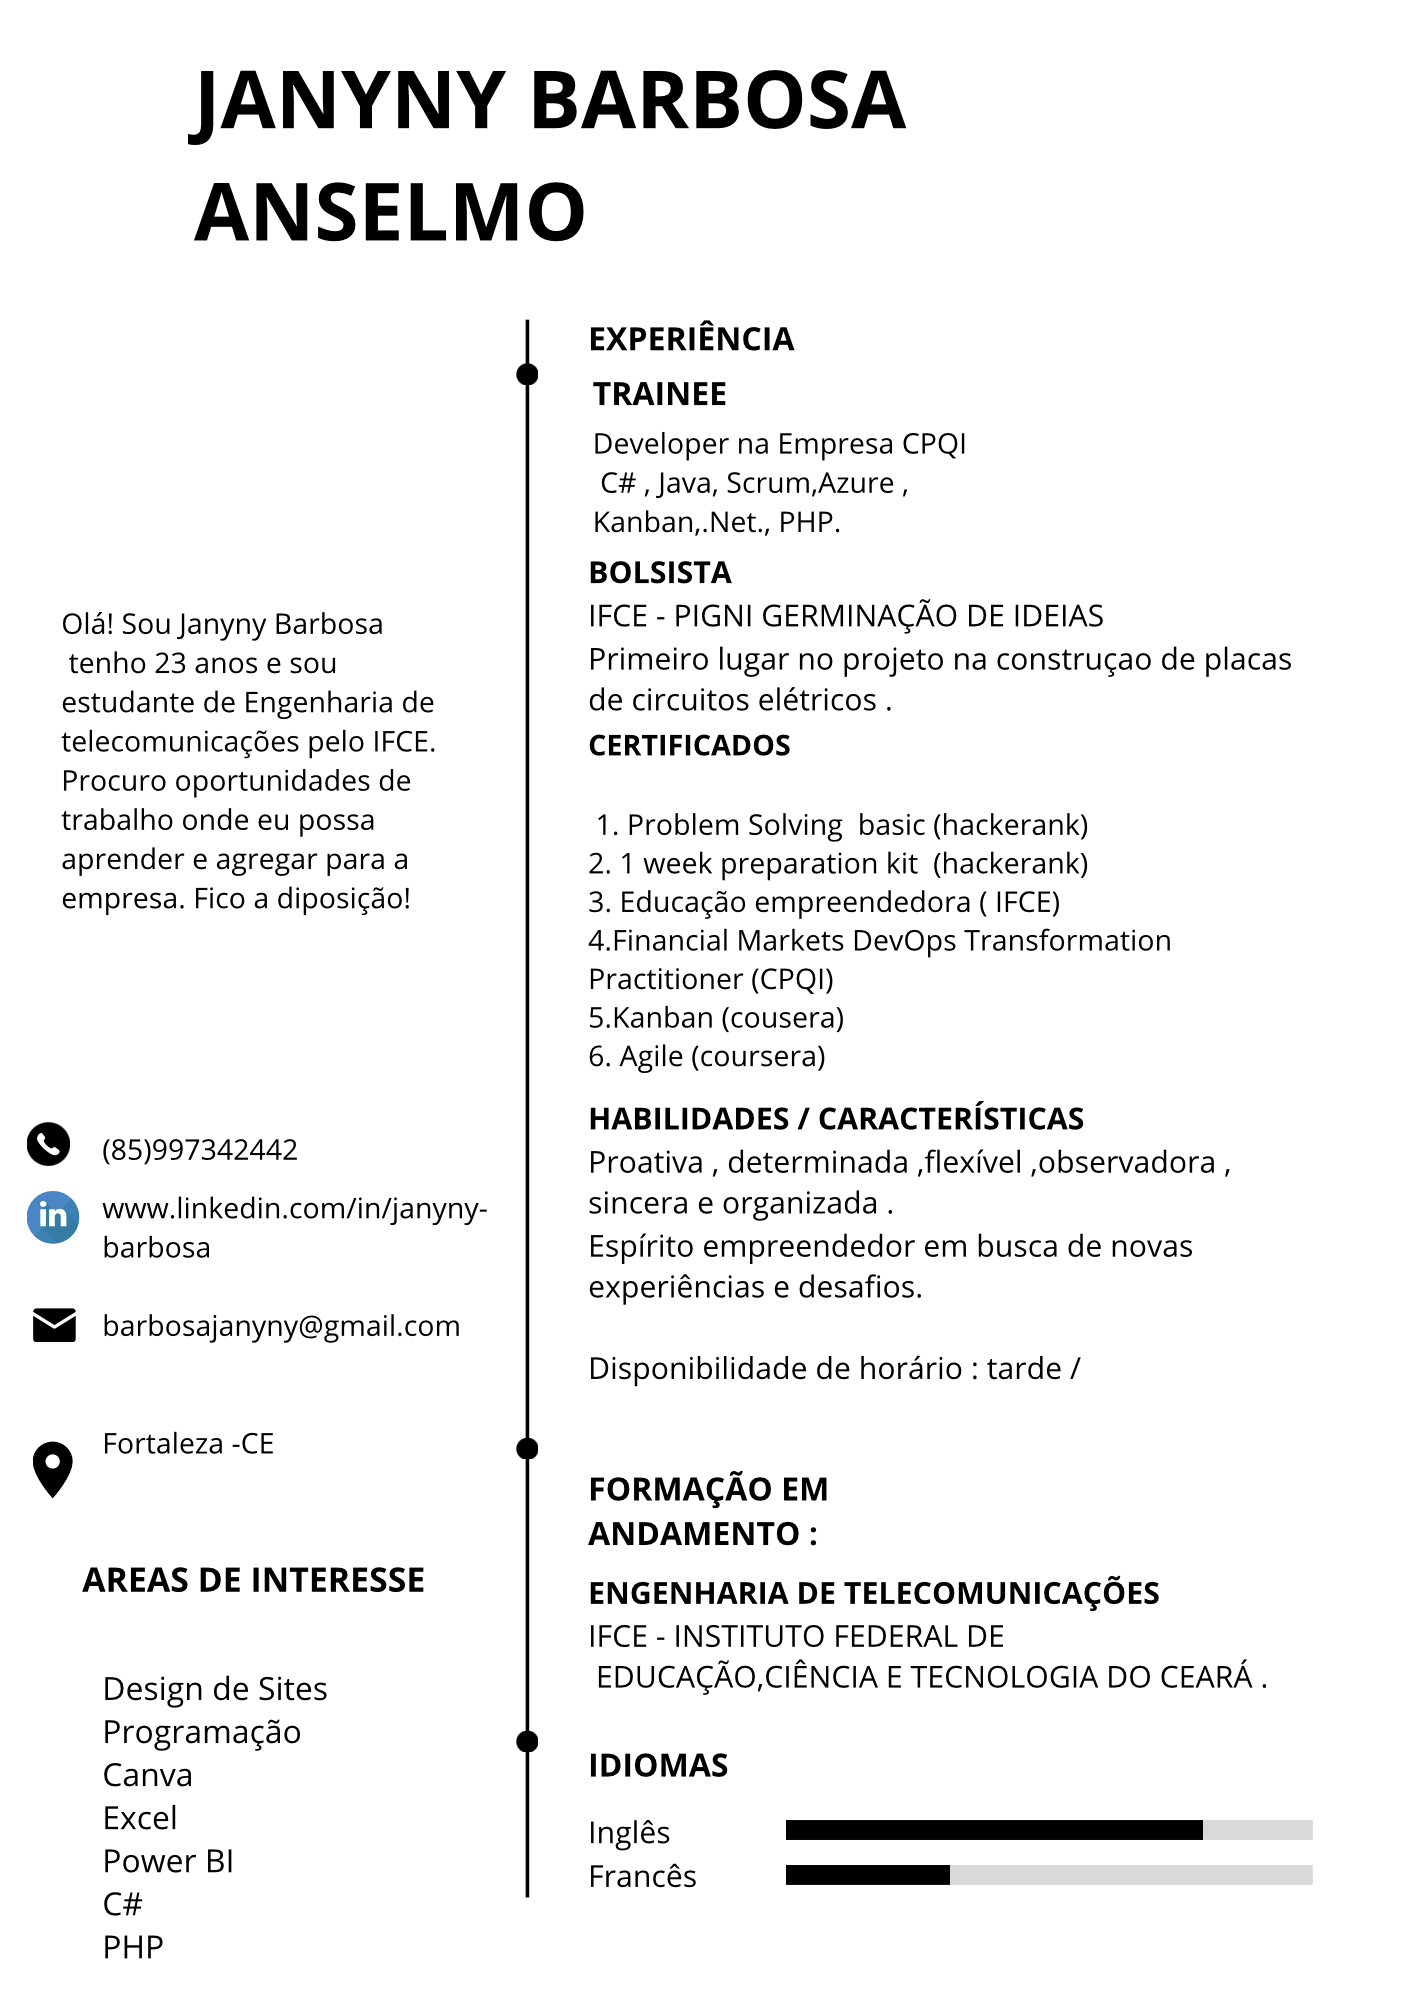 JANYNY BARBOSA
ANSELMO
Olá! Sou Janyny Barbosa
tenho 23 anos e sou
estudante de Engenharia de
telecomunicações pelo IFCE.
Procuro oportunidades de
trabalho onde eu possa
aprender e agregar para a
empresa. Fico a diposição!
(85)997342442
www.linkedin.com/in/janyny-
barbosa
barbosajanyny@gmail.com
Fortaleza -CE
AREAS DE INTERESSE
Design de Sites
Programação
Canva
Excel
Power BI
C#
PHP
EXPERIÊNCIA
TRAINEE
Developer na Empresa CPQI
C# , Java, Scrum,Azure ,
Kanban,.Net., PHP.
BOLSISTA
IFCE - PIGNI GERMINAÇÃO DE IDEIAS
Primeiro lugar no projeto na construçao de placas
de circuitos elétricos .
CERTIFICADOS
1. Problem Solving  basic (hackerank)
2. 1 week preparation kit  (hackerank)
3. Educação empreendedora ( IFCE)
4.Financial Markets DevOps Transformation
Practitioner (CPQI)
5.Kanban (cousera)
6. Agile (coursera)
HABILIDADES / CARACTERÍSTICAS
Proativa , determinada ,flexível ,observadora ,
sincera e organizada .
Espírito empreendedor em busca de novas
experiências e desafios.
Disponibilidade de horário : tarde /
FORMAÇÃO EM
ANDAMENTO :
ENGENHARIA DE TELECOMUNICAÇÕES
IFCE - INSTITUTO FEDERAL DE
EDUCAÇÃO,CIÊNCIA E TECNOLOGIA DO CEARÁ .
IDIOMAS
Inglês
Francês